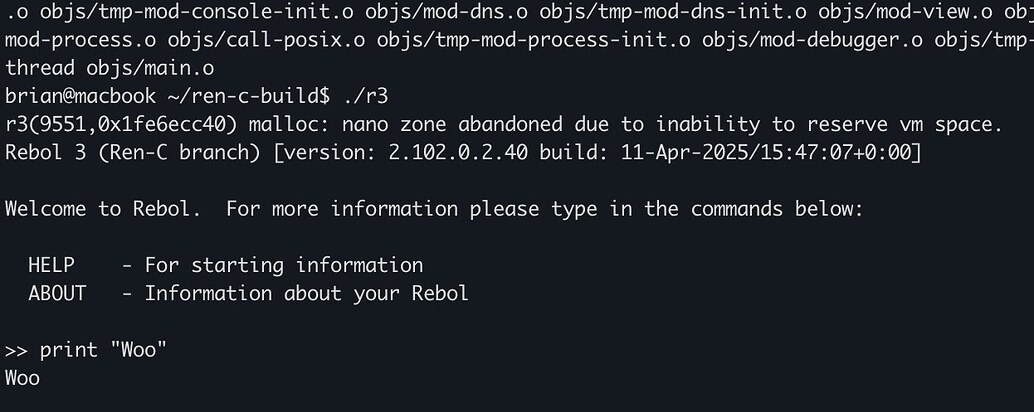 .o objs/tmp-mod-console-init.o objs/mod-dns.o objs/tmp-mod-dns-init.o objs/mod-view.o
mod-process.o objs/call-posix.o objs/tmp-mod-process-init.o objs/mod-debugger.o objs/tmp-
thread objs/main.o
brian@macbook ~/ren-c-build$ ./r3
r3(9551,0x1fe6ecc40) malloc: nano zone abandoned due to inability to reserve vm space.
Rebol 3 (Ren-C branch) [version: 2.102.0.2.40 build: 11-Apr-2025/15:47:07+0:00]
Welcome to Rebol.  For more information please type in the commands below:
HELP    - For starting information
ABOUT   - Information about your Rebol
>> print "Woo"
Woo